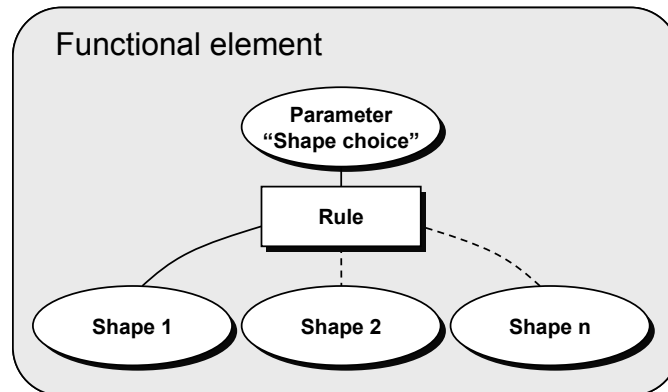 Functional element
Parameter
“Shape choice”
Rule
Shape 1
Shape 2
Shape n